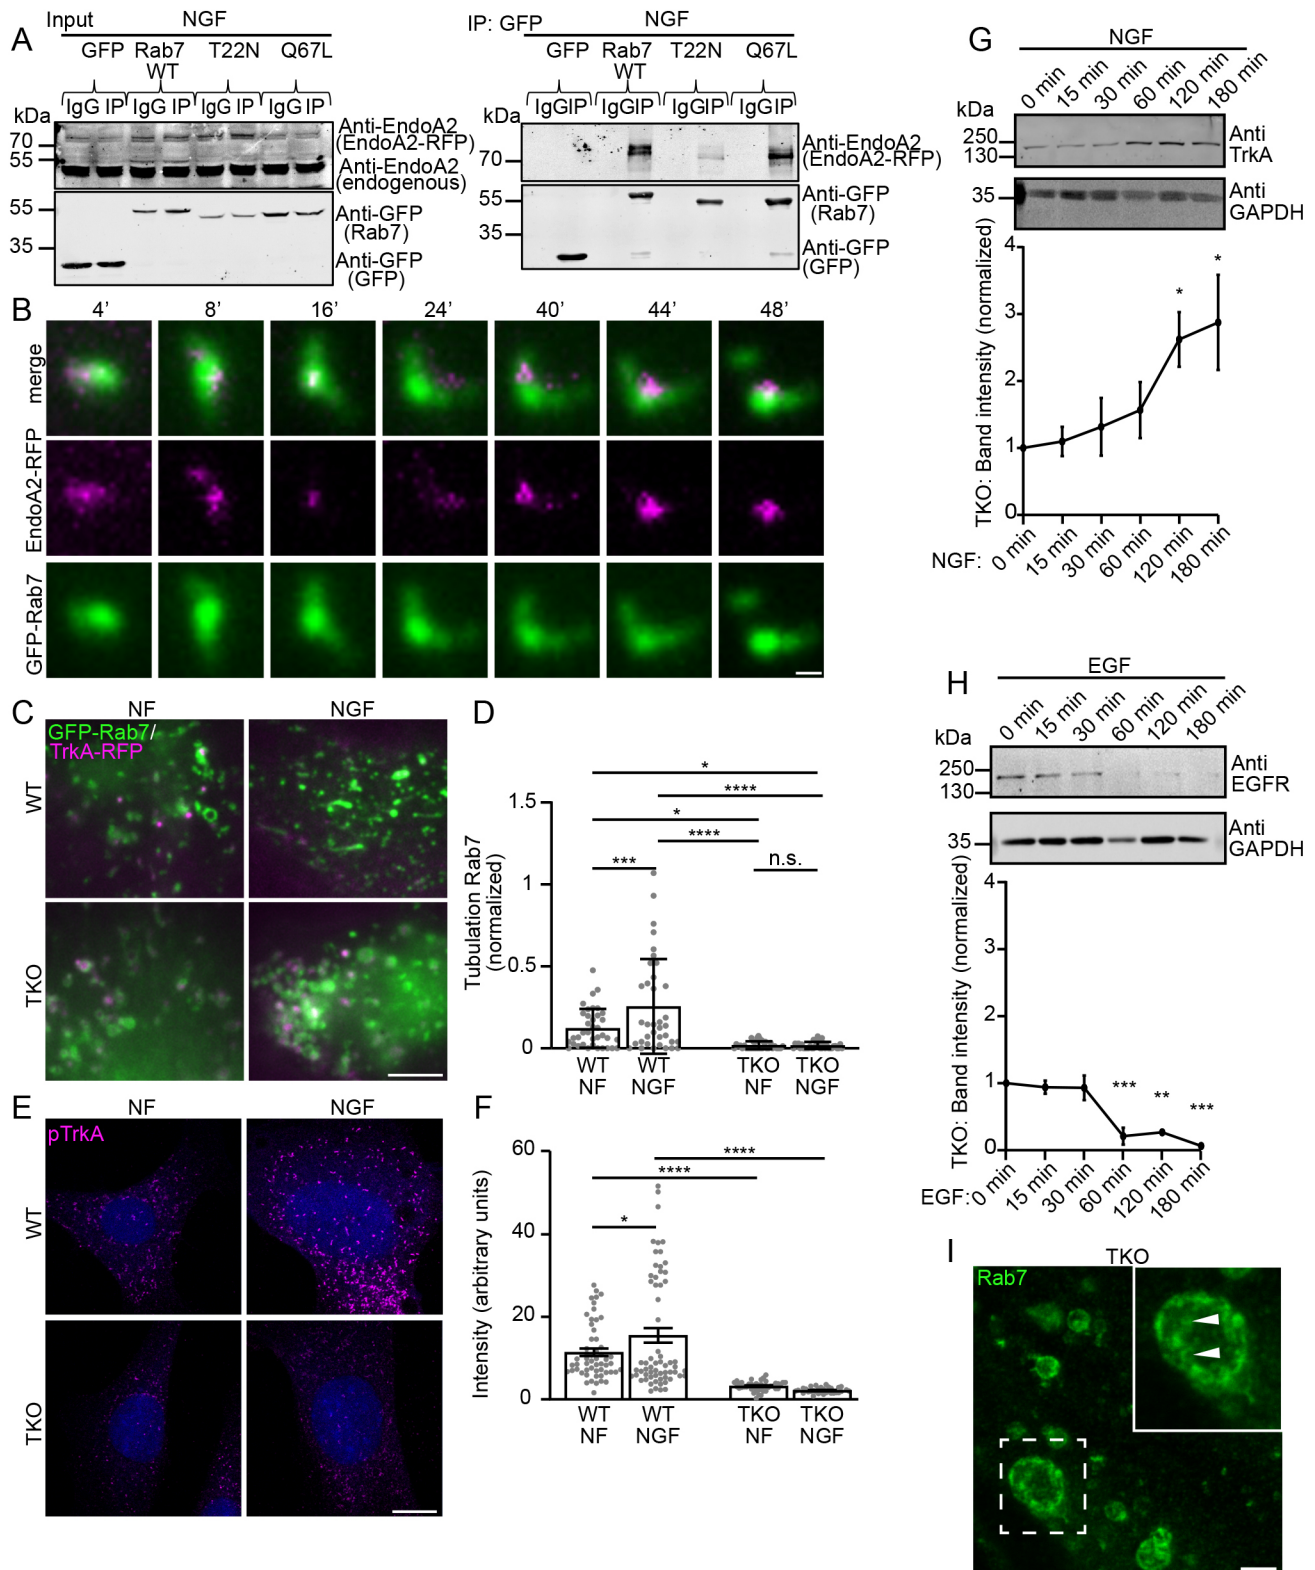 A
Input NGF
GFP Rab7 WT T22N Q67L
IgG IP IgG IP IgG IP IgG IP
kDa
70
55
Anti-EndoA2
(EndoA2-RFP)
Anti-EndoA2
(endogenous)
55
35
Anti-GFP
(Rab7)
Anti-GFP
(GFP)
IP: GFP NGF
GFP Rab7 WT T22N Q67L
IgGIP IgGIP IgGIP IgGIP
kDa
70
Anti-EndoA2
(EndoA2-RFP)
55
35
Anti-GFP
(Rab7)
Anti-GFP
(GFP)
B
4’ 8’ 16’ 24’ 40’ 44’ 48’
merge
EndoA2-RFP
GFP-Rab7
C
NF NGF
GFP-Rab7/
TrkA-RFP
WT
TKO
D
Tubulation Rab7
(normalized)
1.5
1
0.5
0
*
****
*
****
***
n.s.
WT WT TKO TKO
NF NGF NF NGF
E
NF NGF
pTrkA
WT
TKO
F
Intensity (arbitrary units)
60
40
20
0
****
****
*
WT WT TKO TKO
NF NGF NF NGF
G
NGF
0 min 15 min 30 min 60 min 120 min 180 min
kDa
250
130
Anti
TrkA
35
Anti
GAPDH
TKO: Band intensity (normalized)
4
3
2
1
0
* *
NGF: 0 min 15 min 30 min 60 min 120 min 180 min
H
EGF
0 min 15 min 30 min 60 min 120 min 180 min
kDa
250
130
Anti
EGFR
35
Anti
GAPDH
TKO: Band intensity (normalized)
4
3
2
1
0
*** ** ***
EGF: 0 min 15 min 30 min 60 min 120 min 180 min
I
TKO
Rab7